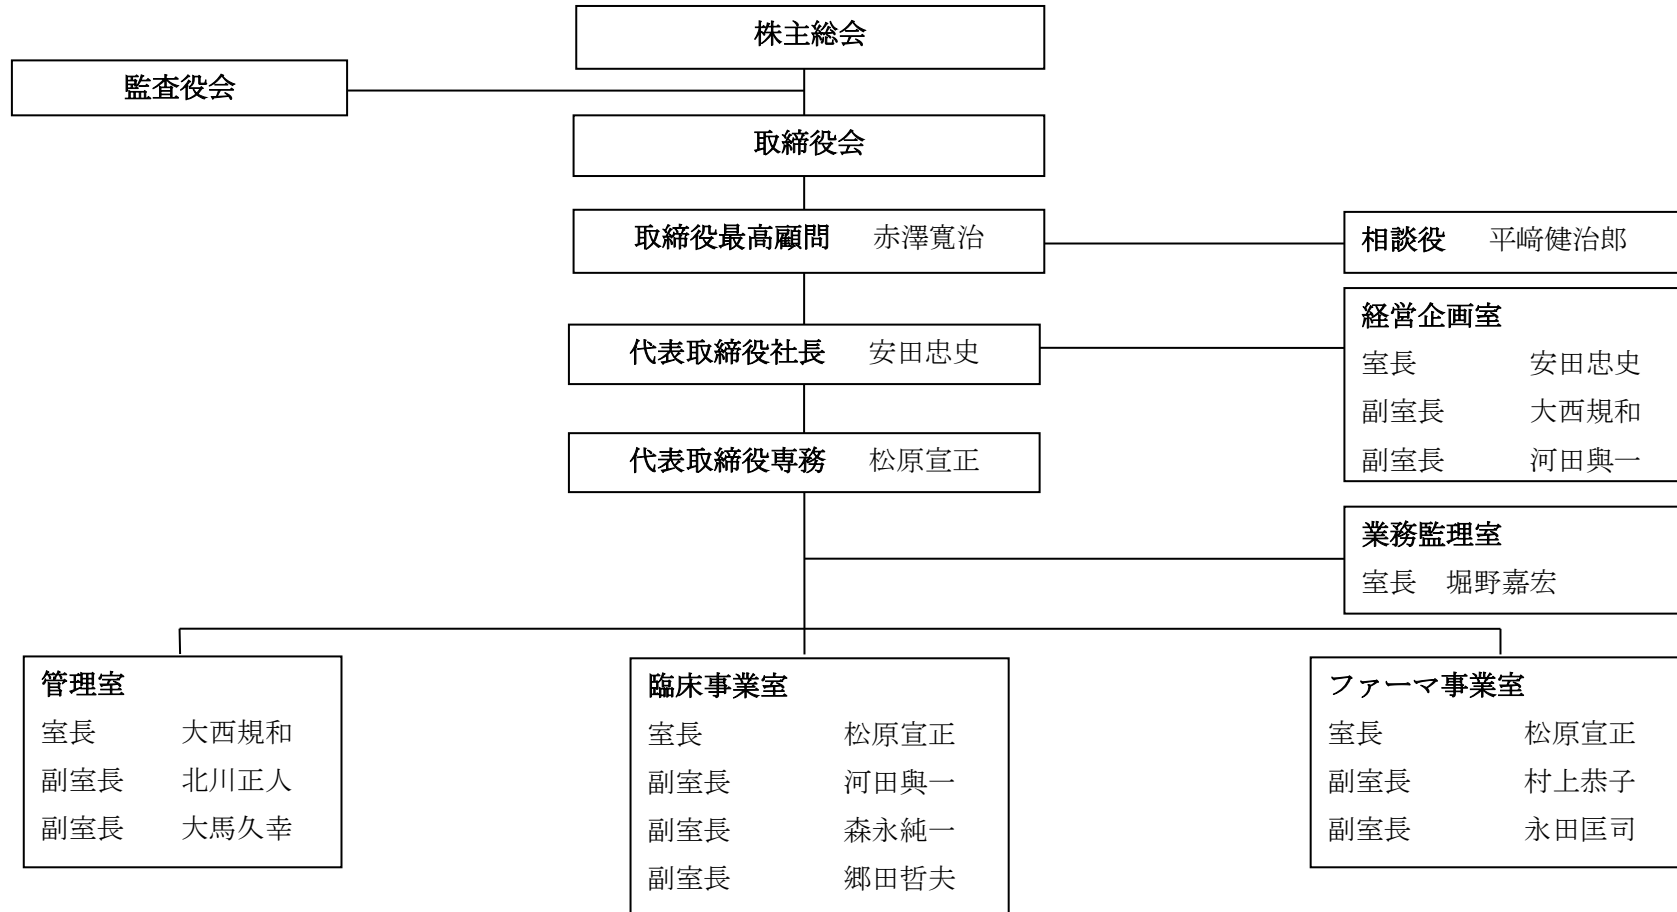 株主総会
監査役会
取締役会
取締役最高顧問 赤澤寛治
相談役 平﨑健治郎
代表取締役社長 安田忠史
経営企画室
室長 安田忠史
副室長 大西規和
副室長 河田與一
代表取締役専務 松原宣正
業務監理室
室長 堀野嘉宏
管理室
室長 大西規和
副室長 北川正人
副室長 大馬久幸
臨床事業室
室長 松原宣正
副室長 河田與一
副室長 森永純一
副室長 郷田哲夫
ファーマ事業室
室長 松原宣正
副室長 村上恭子
副室長 永田匡司